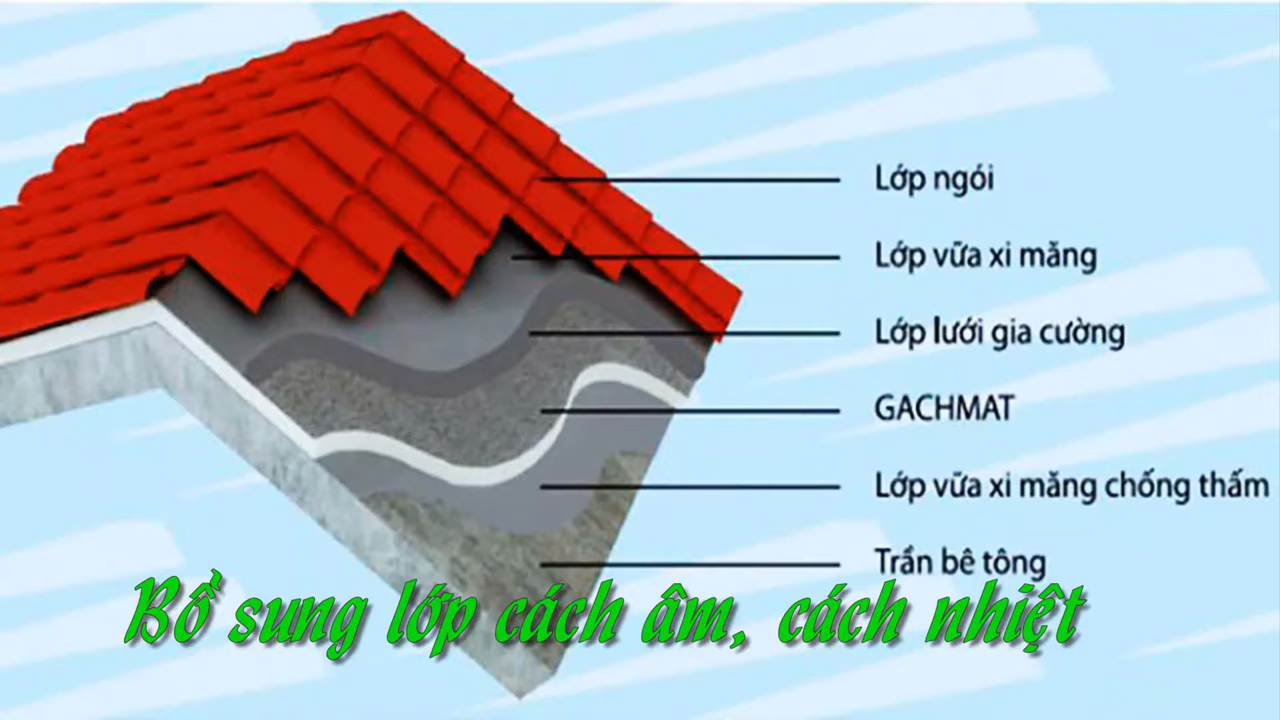 Lớp ngói
Lớp vữa xi măng
Lớp lưới gia cường
GACHMAT
Lớp vữa xi măng chống thấm
Trần bê tông
Bổ sung lớp cách âm, cách nhiệt